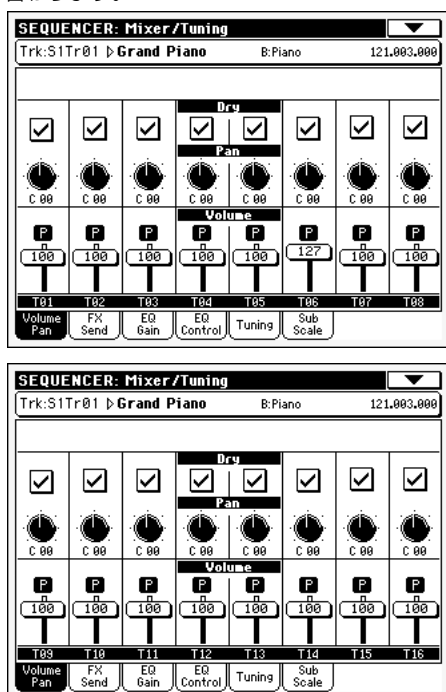 SEQUENCER: Mixer/Tuning
Trk:S1Tr01 ▷Grand Piano B:Piano 121.003.000
Dry
Pan
C 00 C 00 C 00 C 00 C 00 C 00 C 00 C 00
Volume
P P P P P P P P
100 100 100 100 100 127 100 100
T01 T02 T03 T04 T05 T06 T07 T08
Volume Pan FX Send EQ Gain EQ Control Tuning Sub Scale
SEQUENCER: Mixer/Tuning
Trk:S1Tr01 ▷Grand Piano B:Piano 121.003.000
Dry
Pan
C 00 C 00 C 00 C 00 C 00 C 00 C 00 C 00
Volume
P P P P P P P P
100 100 100 100 100 100 100 100
T09 T10 T11 T12 T13 T14 T15 T16
Volume Pan FX Send EQ Gain EQ Control Tuning Sub Scale